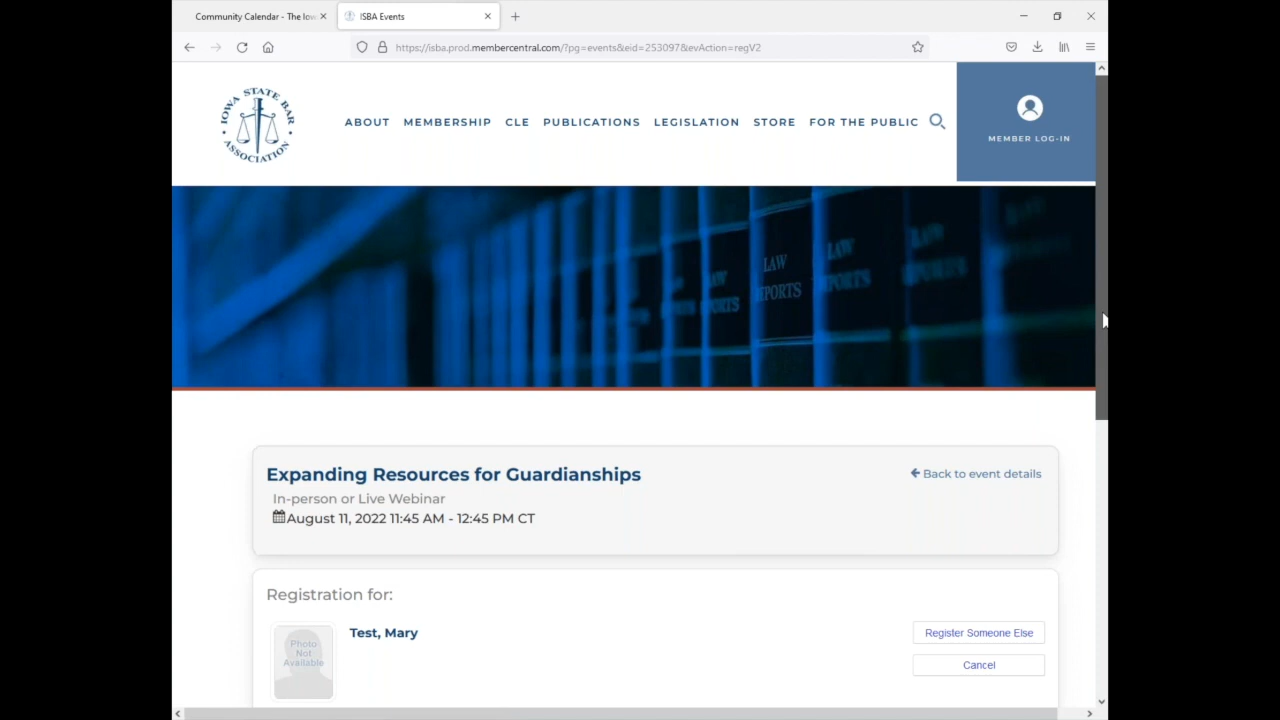 Community Calendar - The Iow
ISBA Events
https://isba.prod.membercentral.com/?pg=events&eid=253097&evAction=regV2
IOWA STATE BAR ASSOCIATION
ABOUT MEMBERSHIP CLE PUBLICATIONS LEGISLATION STORE FOR THE PUBLIC
MEMBER LOG-IN
LAW
LAW
LAW
REPORTS
Expanding Resources for Guardianships
Back to event details
In-person or Live Webinar
August 11, 2022 11:45 AM - 12:45 PM CT
Registration for:
Photo
Not
Available
Test, Mary
Register Someone Else
Cancel